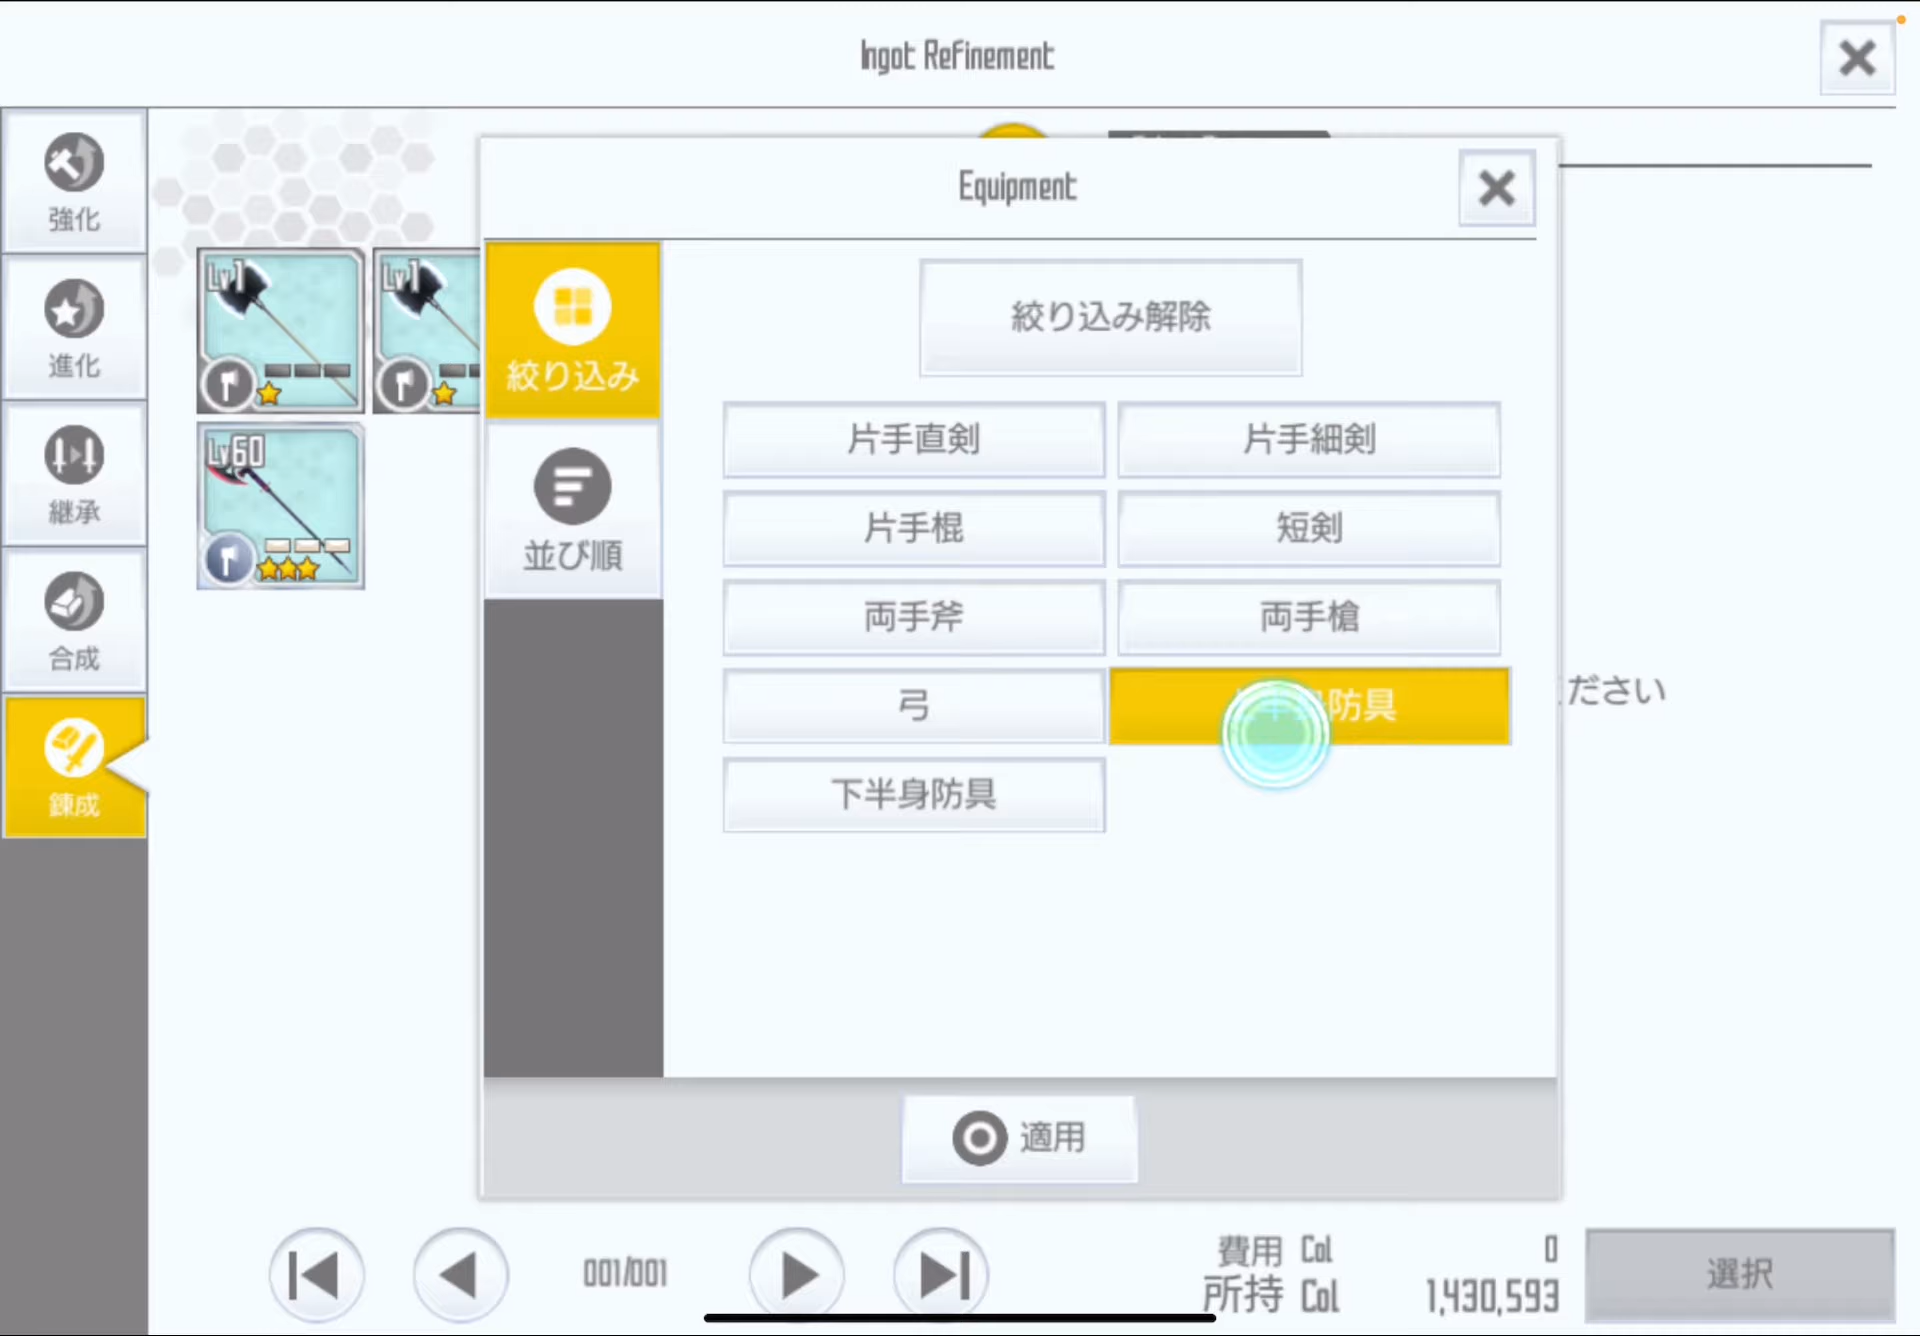 Ingot Refinement
強化
進化
継承
合成
錬成
Lv1
Lv1
Lv60
Equipment
絞り込み
並び順
絞り込み解除
片手直剣
片手細剣
片手棍
短剣
両手斧
両手槍
弓
防具
下半身防具
適用
ださい
001/001
費用 Col 0
所持 Col 1,430,593
選択